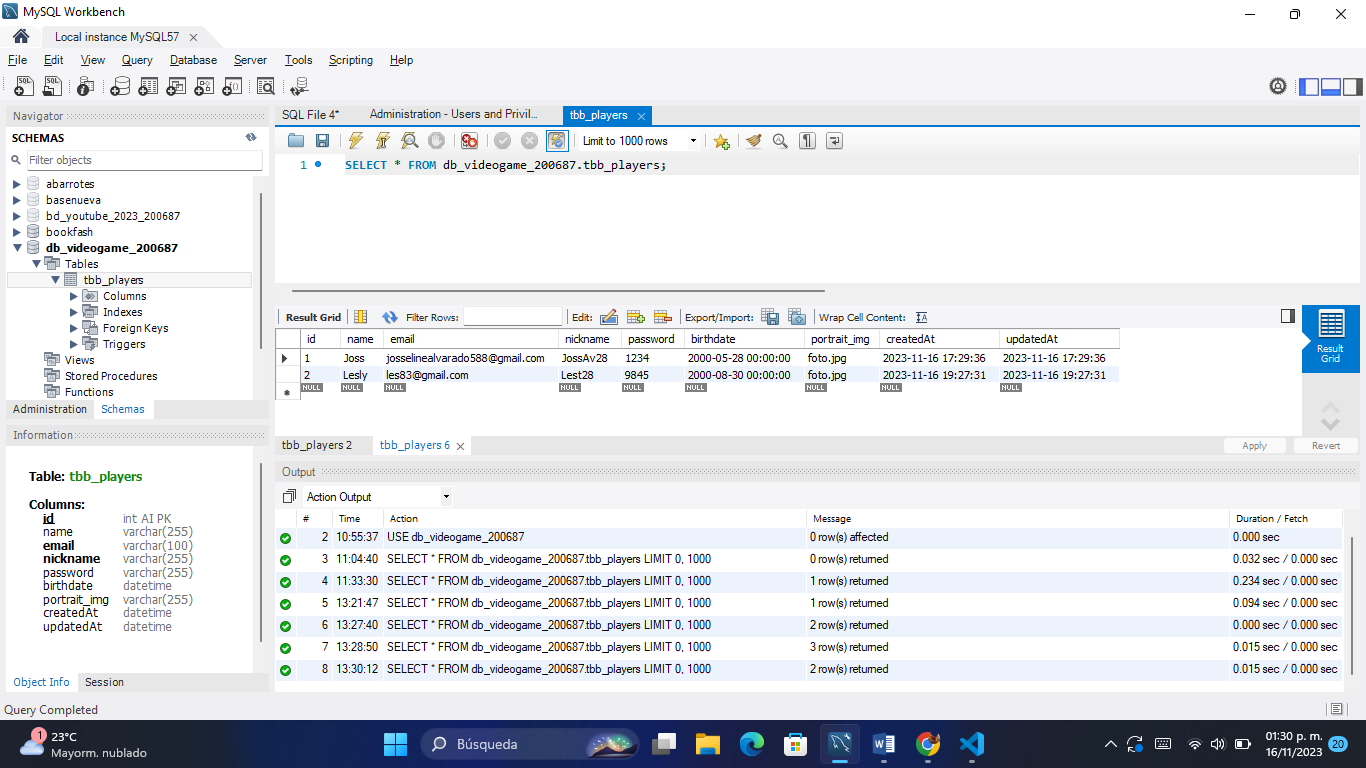 MySQL Workbench
Local instance MySQL57
File Edit View Query Database Server Tools Scripting Help
Navigator
SCHEMAS
Filter objects
abarrotes
basenueva
bd_youtube_2023_200687
bookfash
db_videogame_200687
Tables
tbb_players
Columns
Indexes
Foreign Keys
Triggers
Views
Stored Procedures
Functions
Administration Schemas
Information
Table: tbb_players
Columns:
id int AI PK
name varchar(255)
email varchar(100)
nickname varchar(255)
password varchar(255)
birthdate datetime
portrait_img varchar(255)
createdAt datetime
updatedAt datetime
Object Info Session
SQL File 4* Administration - Users and Privil... tbb_players
Limit to 1000 rows
1 SELECT * FROM db_videogame_200687.tbb_players;
Result Grid Filter Rows: Edit: Export/Import: Wrap Cell Content: IA
id name email nickname password birthdate portrait_img createdAt updatedAt
1 Joss josselinealvarado588@gmail.com JossAv28 1234 2000-05-28 00:00:00 foto.jpg 2023-11-16 17:29:36 2023-11-16 17:29:36
2 Lesly les83@gmail.com Lest28 9845 2000-08-30 00:00:00 foto.jpg 2023-11-16 19:27:31 2023-11-16 19:27:31
NULL NULL NULL NULL NULL NULL NULL NULL NULL
Result
Grid
tbb_players 2 tbb_players 6 Apply Revert
Output
Action Output
# Time Action Message Duration / Fetch
2 10:55:37 USE db_videogame_200687 0 row(s) affected 0.000 sec
3 11:04:40 SELECT * FROM db_videogame_200687.tbb_players LIMIT 0, 1000 0 row(s) returned 0.032 sec / 0.000 sec
4 11:33:30 SELECT * FROM db_videogame_200687.tbb_players LIMIT 0, 1000 1 row(s) returned 0.234 sec / 0.000 sec
5 13:21:47 SELECT * FROM db_videogame_200687.tbb_players LIMIT 0, 1000 1 row(s) returned 0.094 sec / 0.000 sec
6 13:27:40 SELECT * FROM db_videogame_200687.tbb_players LIMIT 0, 1000 2 row(s) returned 0.000 sec / 0.000 sec
7 13:28:50 SELECT * FROM db_videogame_200687.tbb_players LIMIT 0, 1000 3 row(s) returned 0.015 sec / 0.000 sec
8 13:30:12 SELECT * FROM db_videogame_200687.tbb_players LIMIT 0, 1000 2 row(s) returned 0.015 sec / 0.000 sec
Query Completed
1 23°C
Mayorm. nublado
Búsqueda
01:30 p. m.
16/11/2023
20